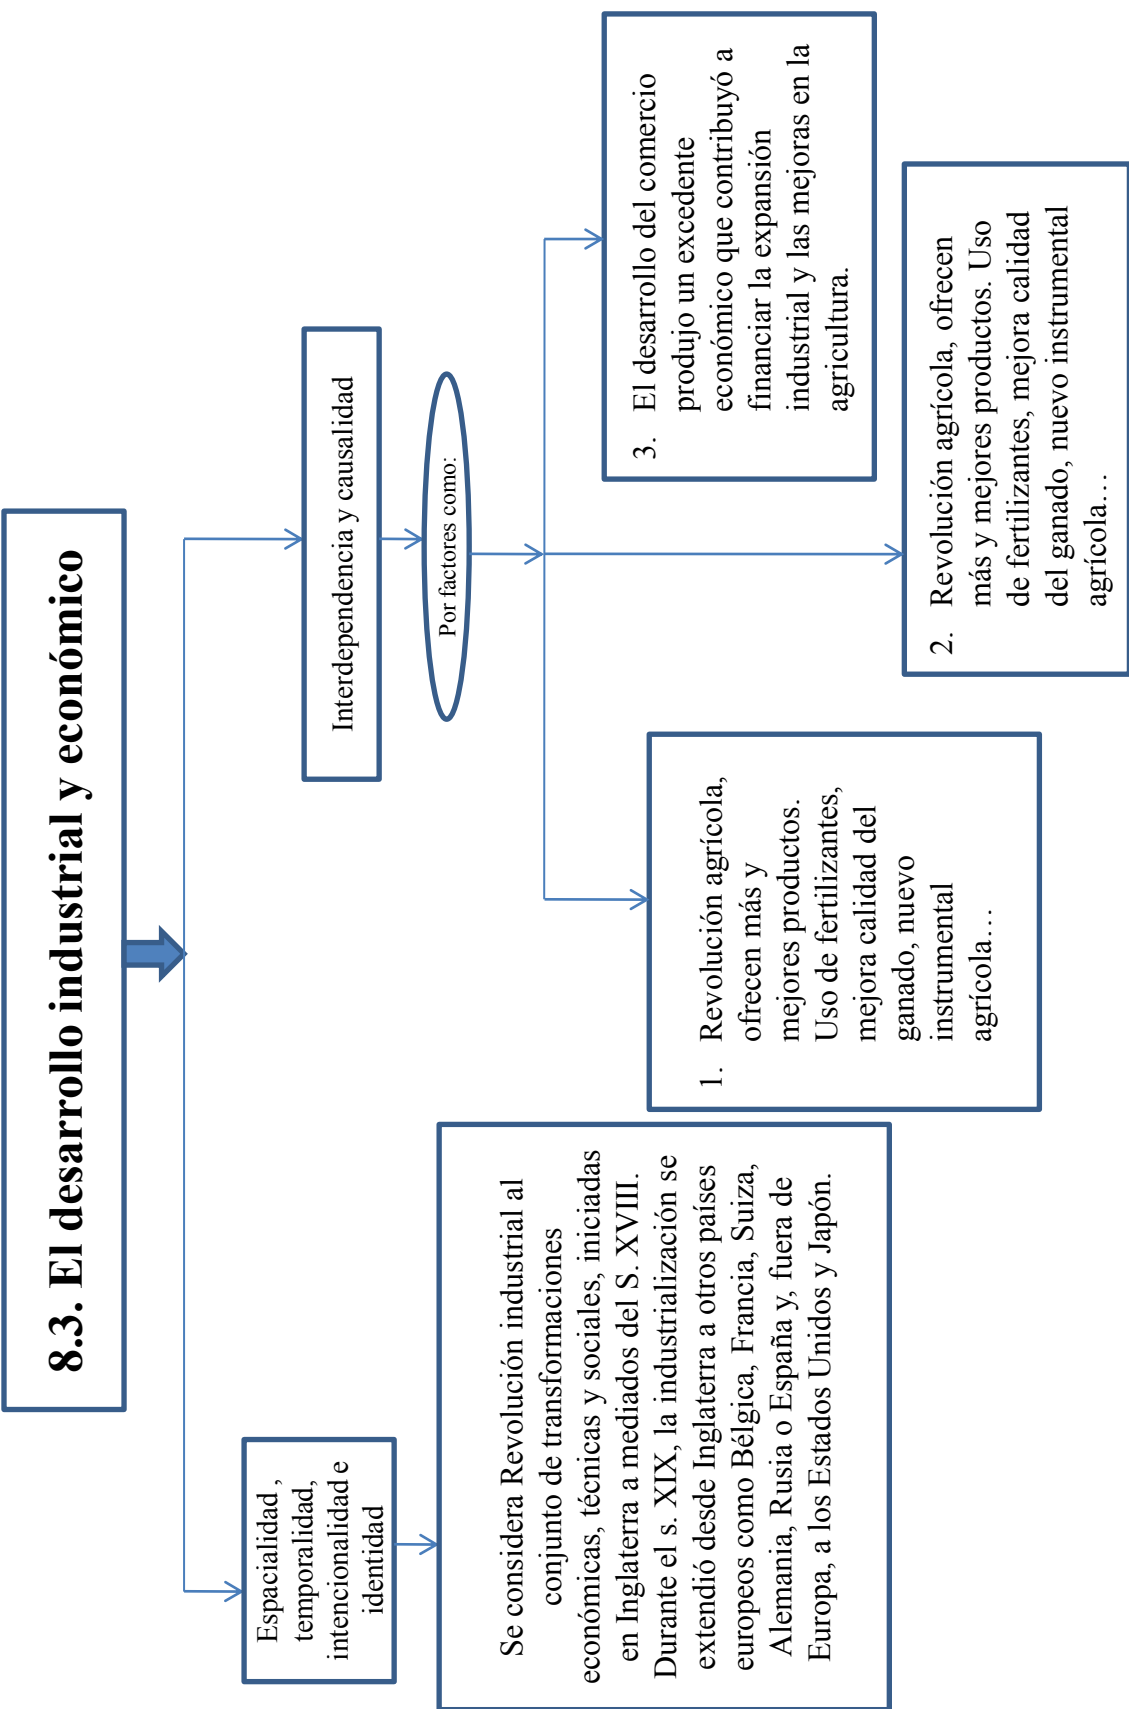 8.3. El desarrollo industrial y económico
Espacialidad ,
temporalidad,
intencionalidad e
identidad
Se considera Revolución industrial al
conjunto de transformaciones
económicas, técnicas y sociales, iniciadas
en Inglaterra a mediados del S. XVIII.
Durante el s. XIX, la industrialización se
extendió desde Inglaterra a otros países
europeos como Bélgica, Francia, Suiza,
Alemania, Rusia o España y, fuera de
Europa, a los Estados Unidos y Japón.
Interdependencia y causalidad
Por factores como:
1. Revolución agrícola,
ofrecen más y
mejores productos.
Uso de fertilizantes,
mejora calidad del
ganado, nuevo
instrumental
agrícola…
2. Revolución agrícola, ofrecen
más y mejores productos. Uso
de fertilizantes, mejora calidad
del ganado, nuevo instrumental
agrícola…
3. El desarrollo del comercio
produjo un excedente
económico que contribuyó a
financiar la expansión
industrial y las mejoras en la
agricultura.